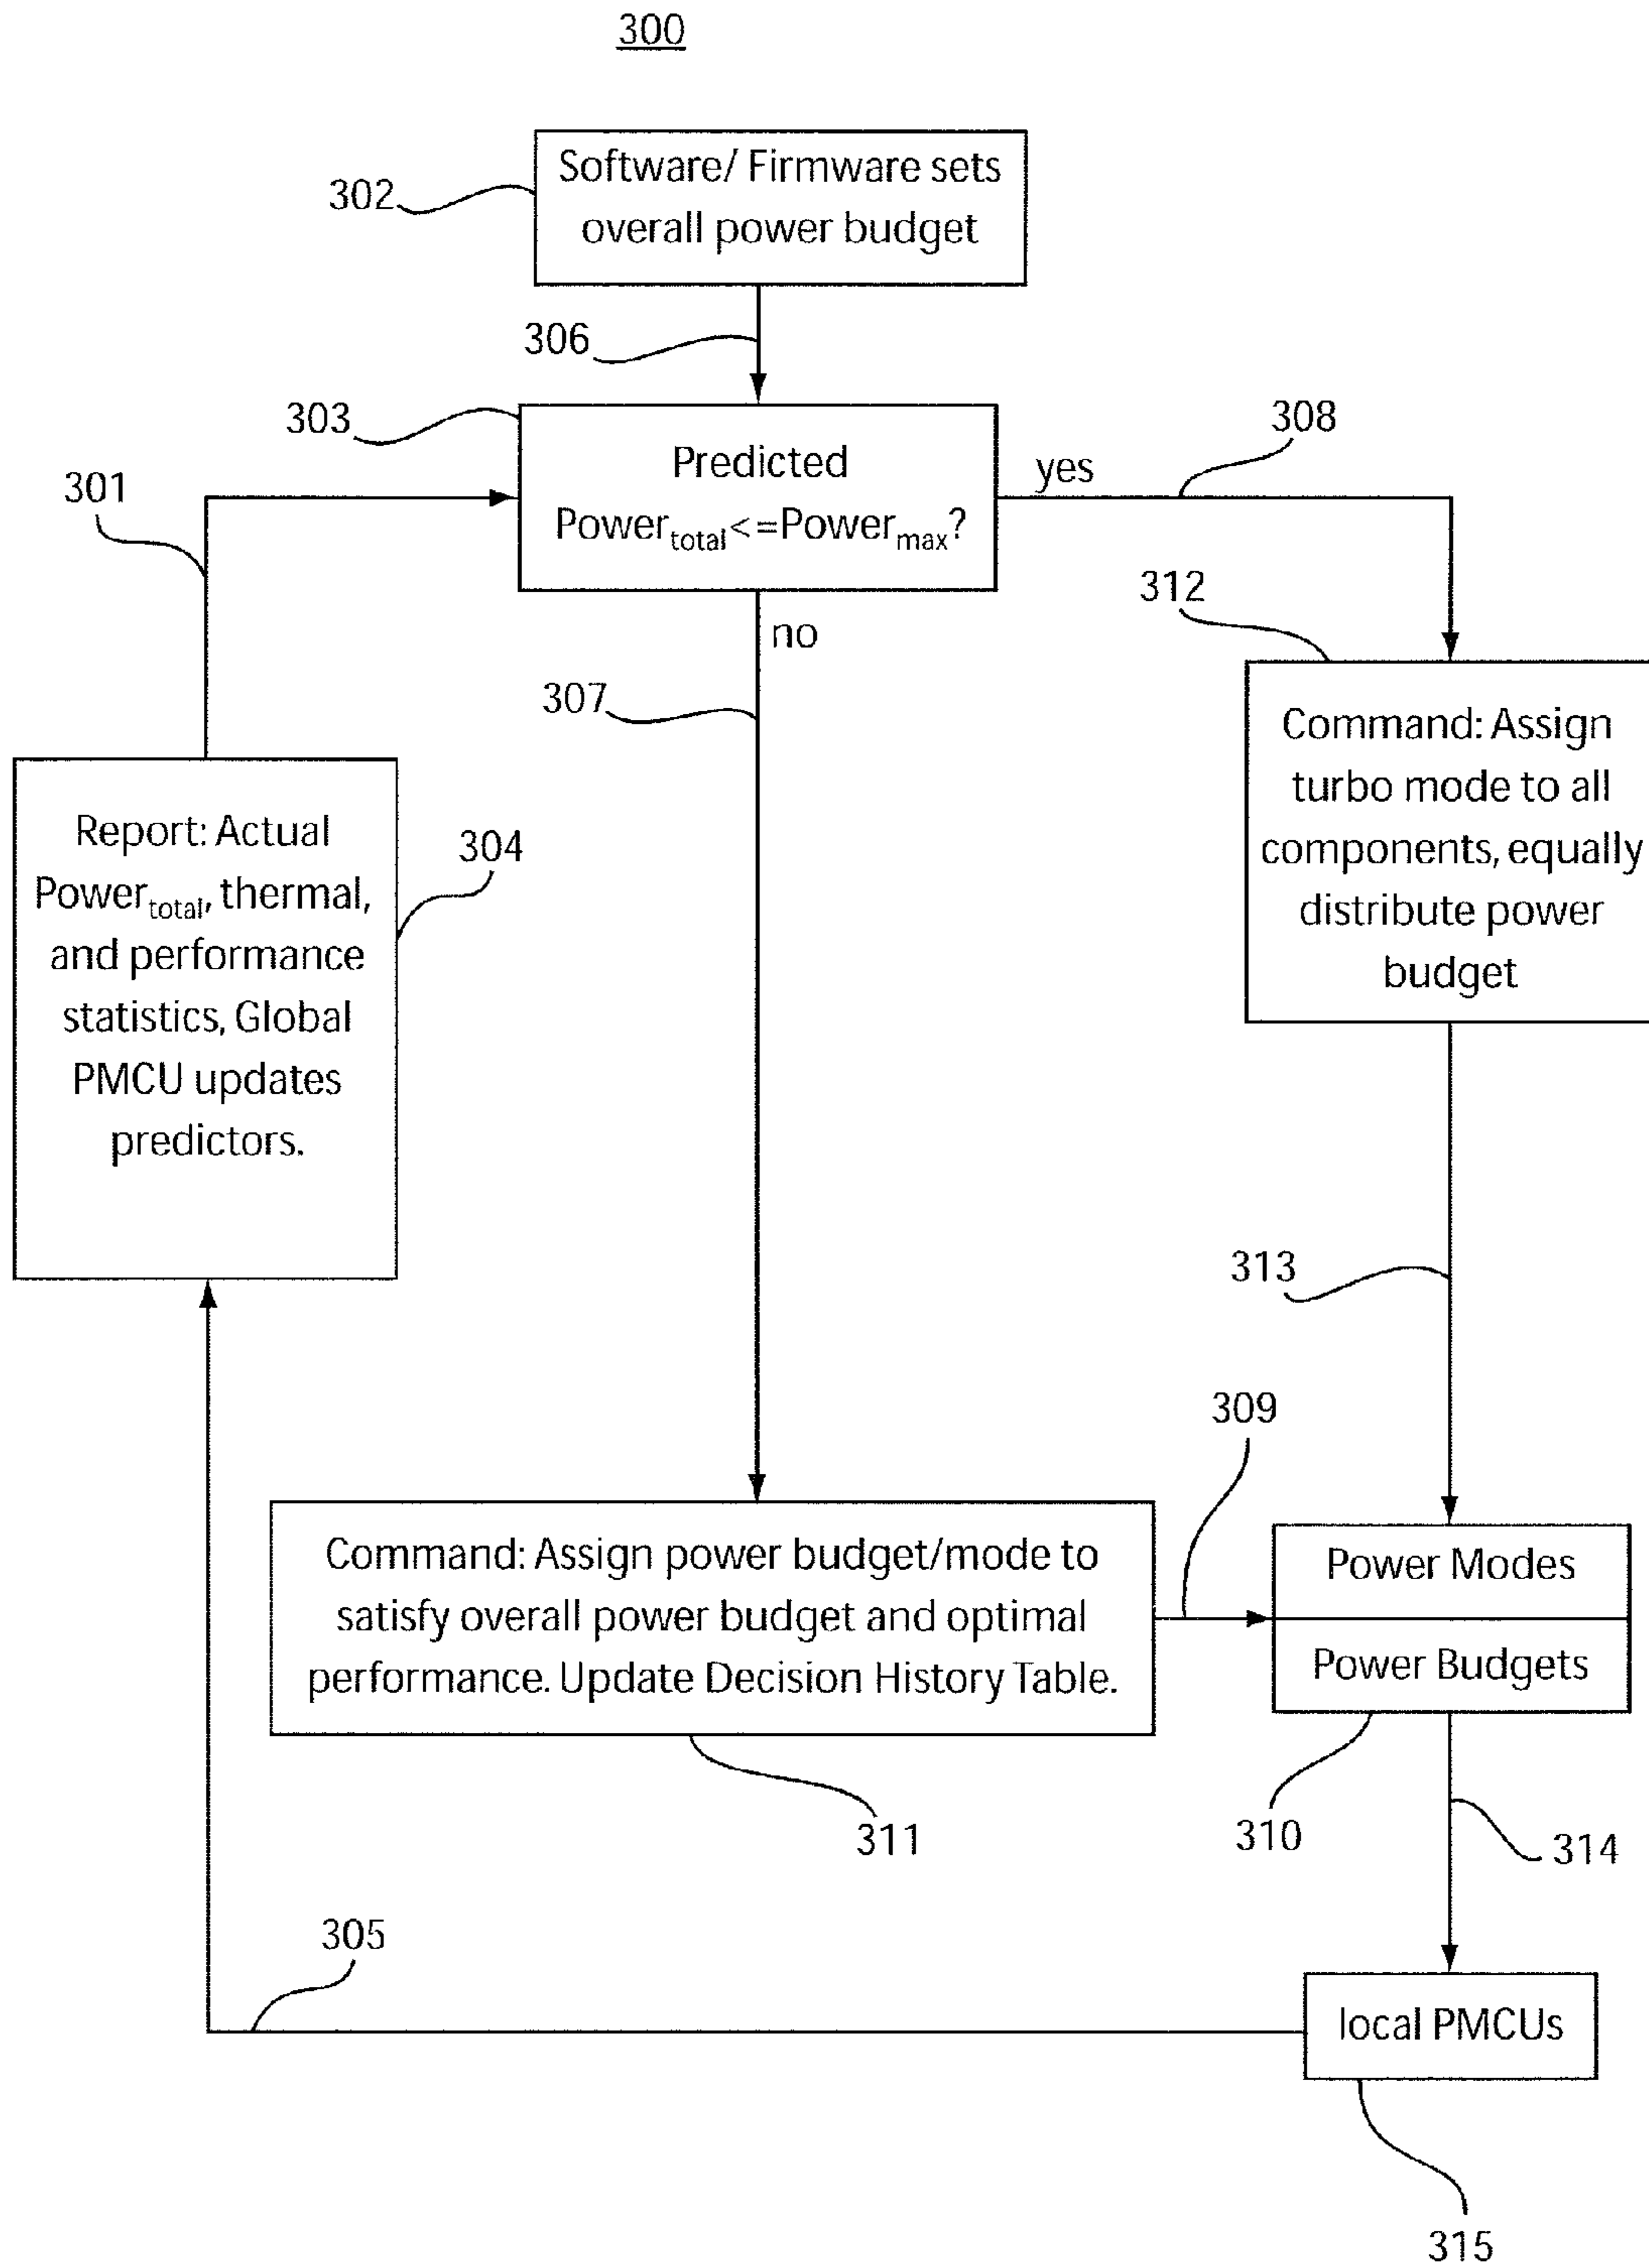 300
302
Software/ Firmware sets
overall power budget
306
303
Predicted
Power_total<=Power_max?
yes
308
301
no
307
312
Command: Assign
turbo mode to all
components, equally
distribute power
budget
Report: Actual
Power_total, thermal,
and performance
statistics, Global
PMCU updates
predictors.
304
313
309
Command: Assign power budget/mode to
satisfy overall power budget and optimal
performance. Update Decision History Table.
311
Power Modes
Power Budgets
310
314
305
local PMCUs
315